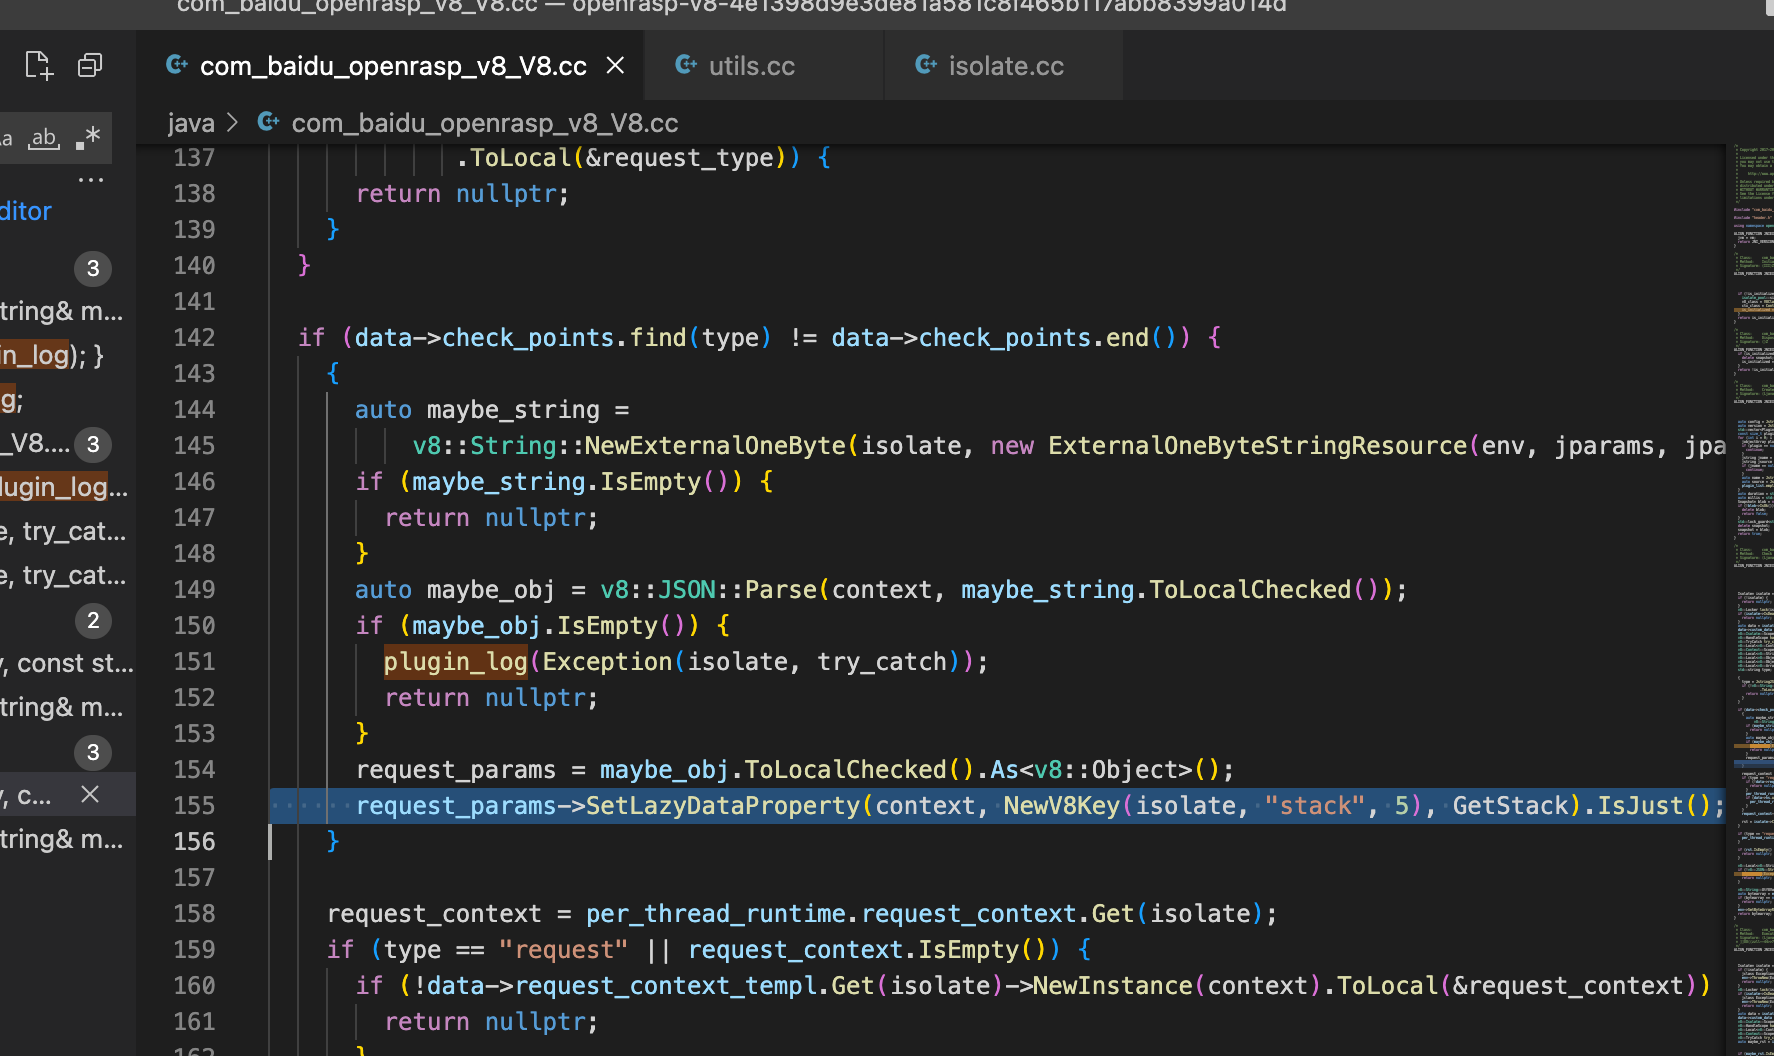 com_baidu_openrasp_v8_V8.cc — openrasp-v8-4e1398d9e3de81a581c8f465b117abb8399a014d
com_baidu_openrasp_v8_V8.cc
utils.cc
isolate.cc
java > com_baidu_openrasp_v8_V8.cc
ab
.*
...
ditor
3
tring& m...
in_log); }
g;
_V8.... 3
lugin_log...
e, try_cat...
e, try_cat...
2
, const st...
tring& m...
3
, c...
tring& m...
137 .ToLocal(&request_type)) {
138 return nullptr;
139 }
140 }
141
142 if (data->check_points.find(type) != data->check_points.end()) {
143 {
144 auto maybe_string =
145 v8::String::NewExternalOneByte(isolate, new ExternalOneByteStringResource(env, jparams, jpa
146 if (maybe_string.IsEmpty()) {
147 return nullptr;
148 }
149 auto maybe_obj = v8::JSON::Parse(context, maybe_string.ToLocalChecked());
150 if (maybe_obj.IsEmpty()) {
151 plugin_log(Exception(isolate, try_catch));
152 return nullptr;
153 }
154 request_params = maybe_obj.ToLocalChecked().As<v8::Object>();
155 request_params->SetLazyDataProperty(context, NewV8Key(isolate, "stack", 5), GetStack).IsJust();
156 }
157
158 request_context = per_thread_runtime.request_context.Get(isolate);
159 if (type == "request" || request_context.IsEmpty()) {
160 if (!data->request_context_templ.Get(isolate)->NewInstance(context).ToLocal(&request_context))
161 return nullptr;
162 }